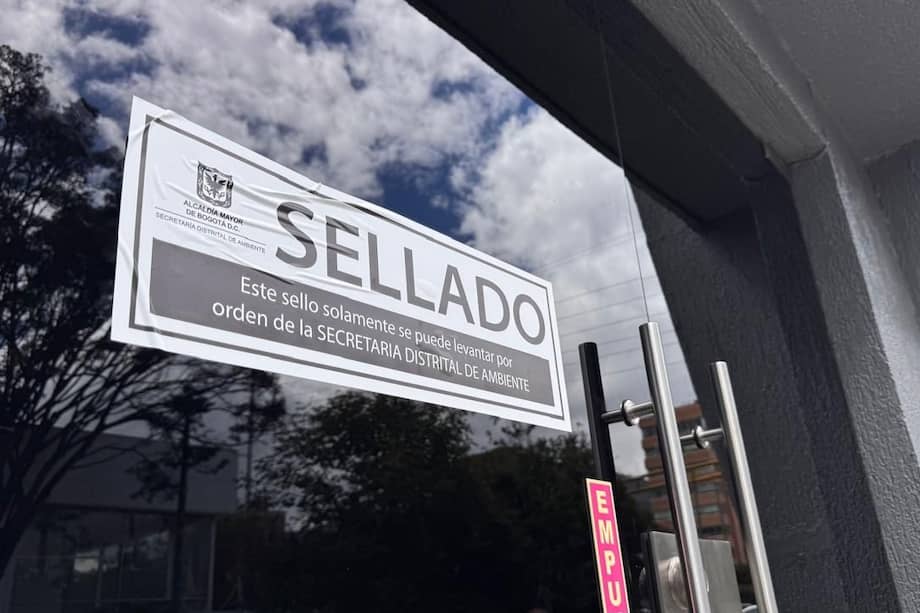 ALCALDÍA MAYOR
DE BOGOTÁ D.C.
SECRETARÍA DISTRITAL DE AMBIENTE
SELLADO
Este sello solamente se puede levantar por
orden de la SECRETARIA DISTRITAL DE AMBIENTE
EMPU